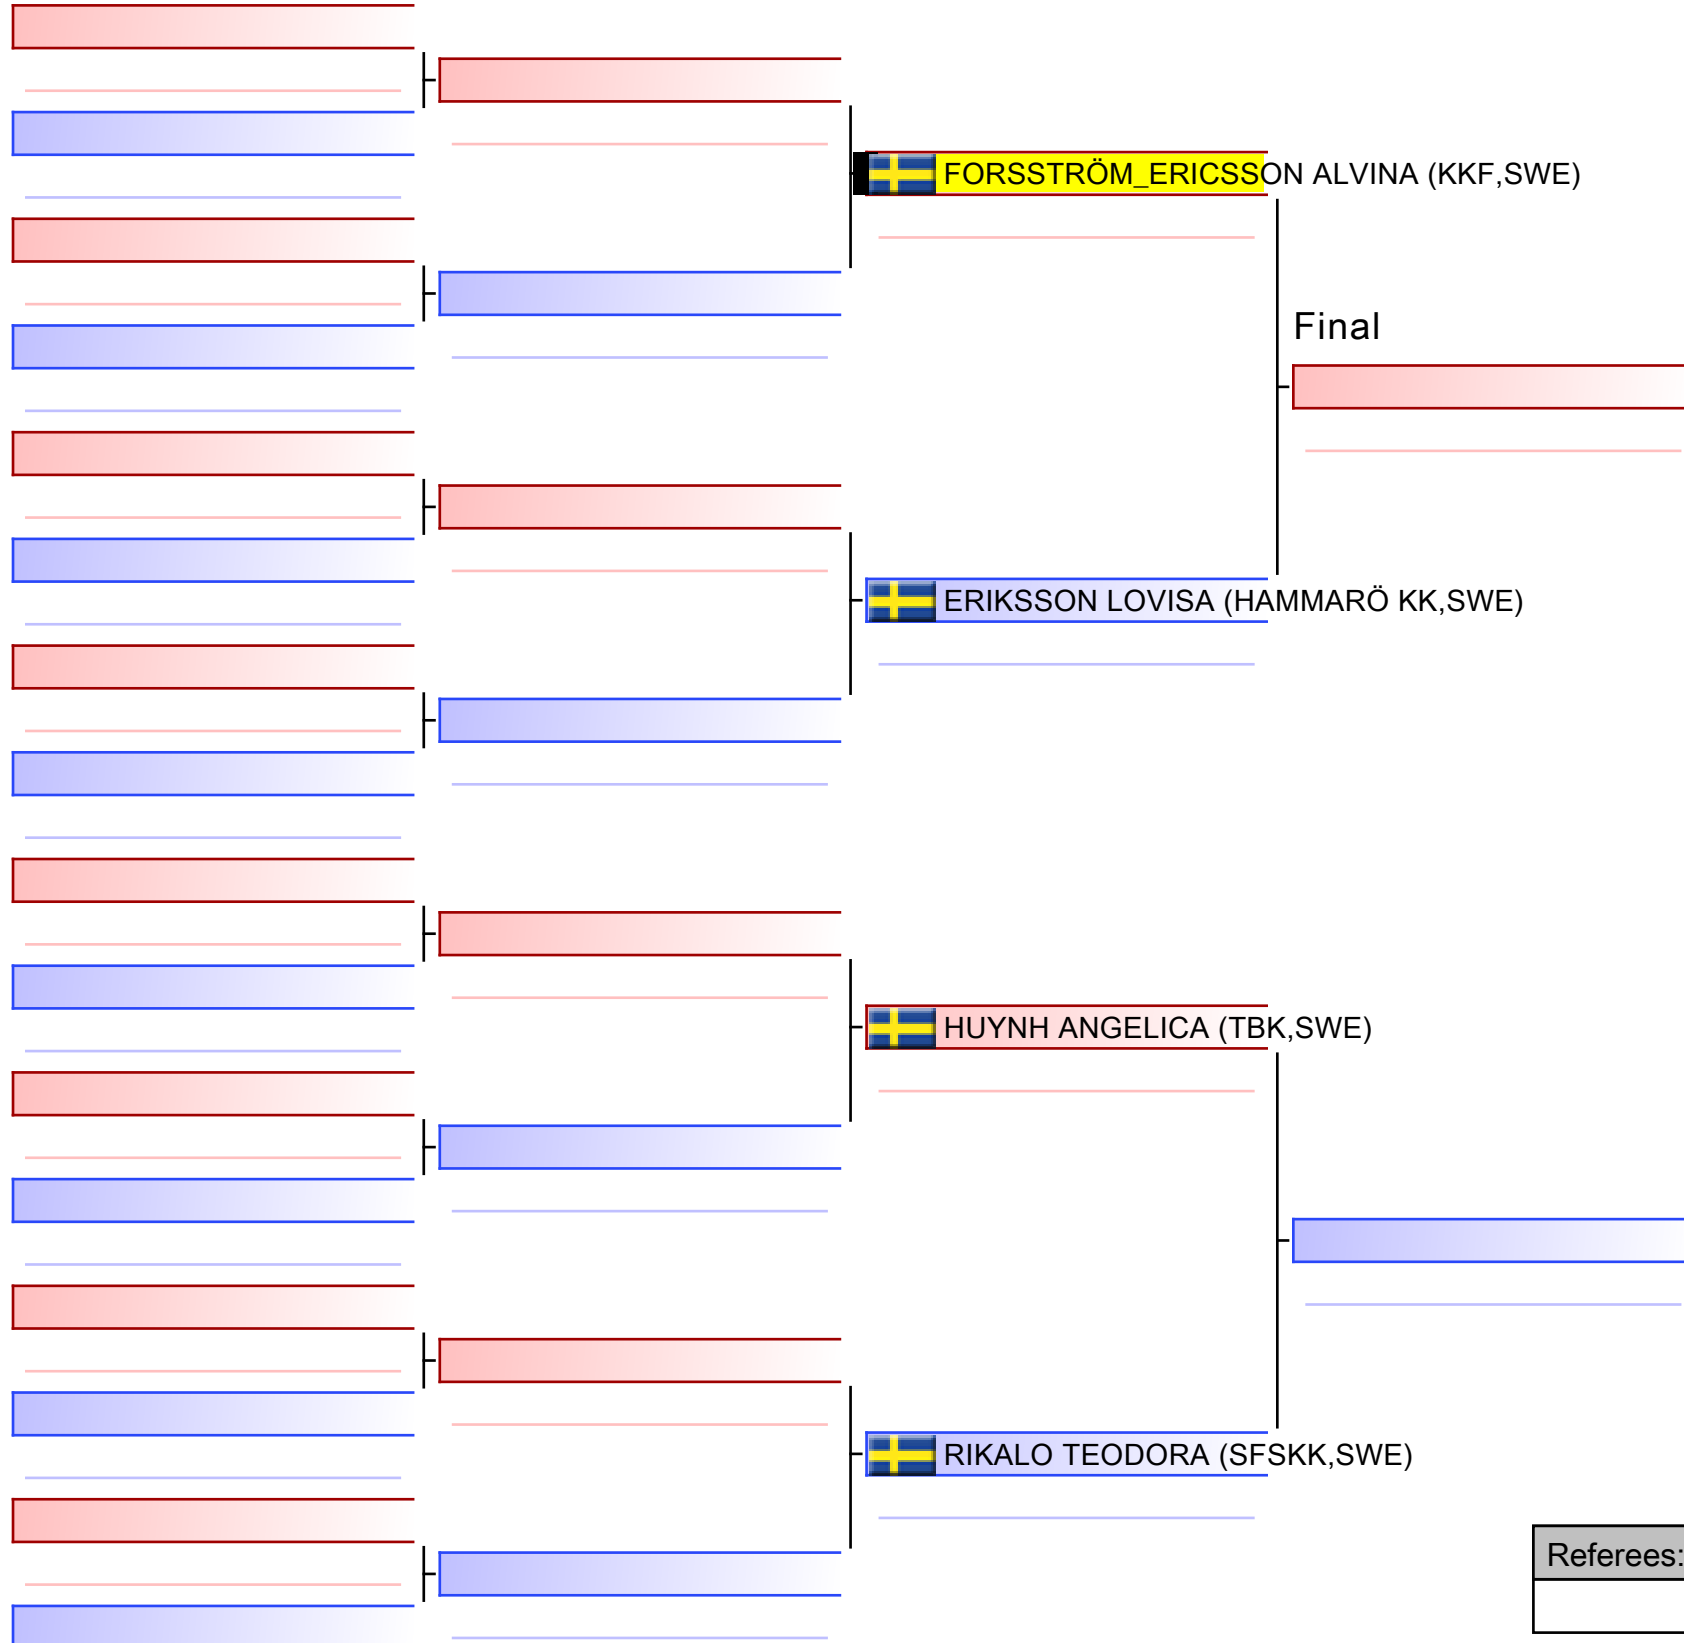 FORSSTRÖM_ERICSSON ALVINA (KKF,SWE)
Final
ERIKSSON LOVISA (HAMMARÖ KK,SWE)
HUYNH ANGELICA (TBK,SWE)
RIKALO TEODORA (SFSKK,SWE)
Referees: